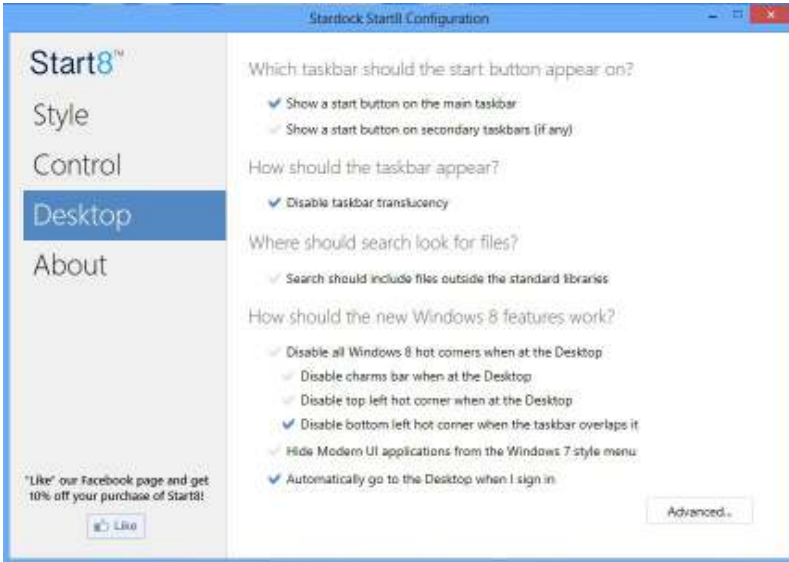 Stardock Start8 Configuration
Start8™
Style
Control
Desktop
About
"Like" our Facebook page and get
10% off your purchase of Start8!
Like
Which taskbar should the start button appear on?
Show a start button on the main taskbar
Show a start button on secondary taskbars (if any)
How should the taskbar appear?
Disable taskbar translucency
Where should search look for files?
Search should include files outside the standard libraries
How should the new Windows 8 features work?
Disable all Windows 8 hot corners when at the Desktop
Disable charms bar when at the Desktop
Disable top left hot corner when at the Desktop
Disable bottom left hot corner when the taskbar overlaps it
Hide Modern UI applications from the Windows 7 style menu
Automatically go to the Desktop when I sign in
Advanced...